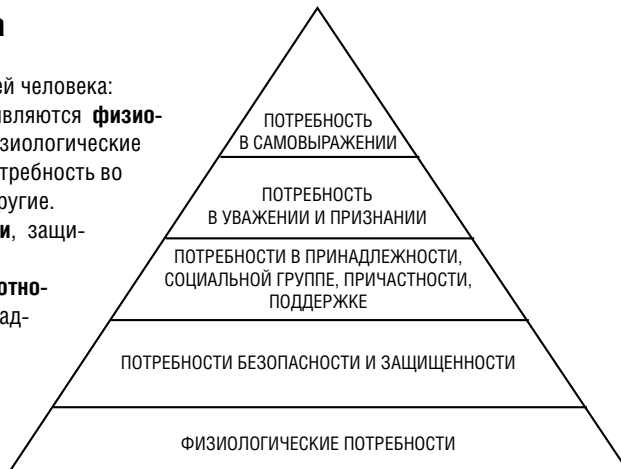 а
ей человека:
вляются физио-
зиологические
требность во
ругие.
и, защи-
отно-
ад-
ПОТРЕБНОСТЬ
В САМОВЫРАЖЕНИИ
ПОТРЕБНОСТЬ
В УВАЖЕНИИ И ПРИЗНАНИИ
ПОТРЕБНОСТИ В ПРИНАДЛЕЖНОСТИ,
СОЦИАЛЬНОЙ ГРУППЕ, ПРИЧАСТНОСТИ,
ПОДДЕРЖКЕ
ПОТРЕБНОСТИ БЕЗОПАСНОСТИ И ЗАЩИЩЕННОСТИ
ФИЗИОЛОГИЧЕСКИЕ ПОТРЕБНОСТИ